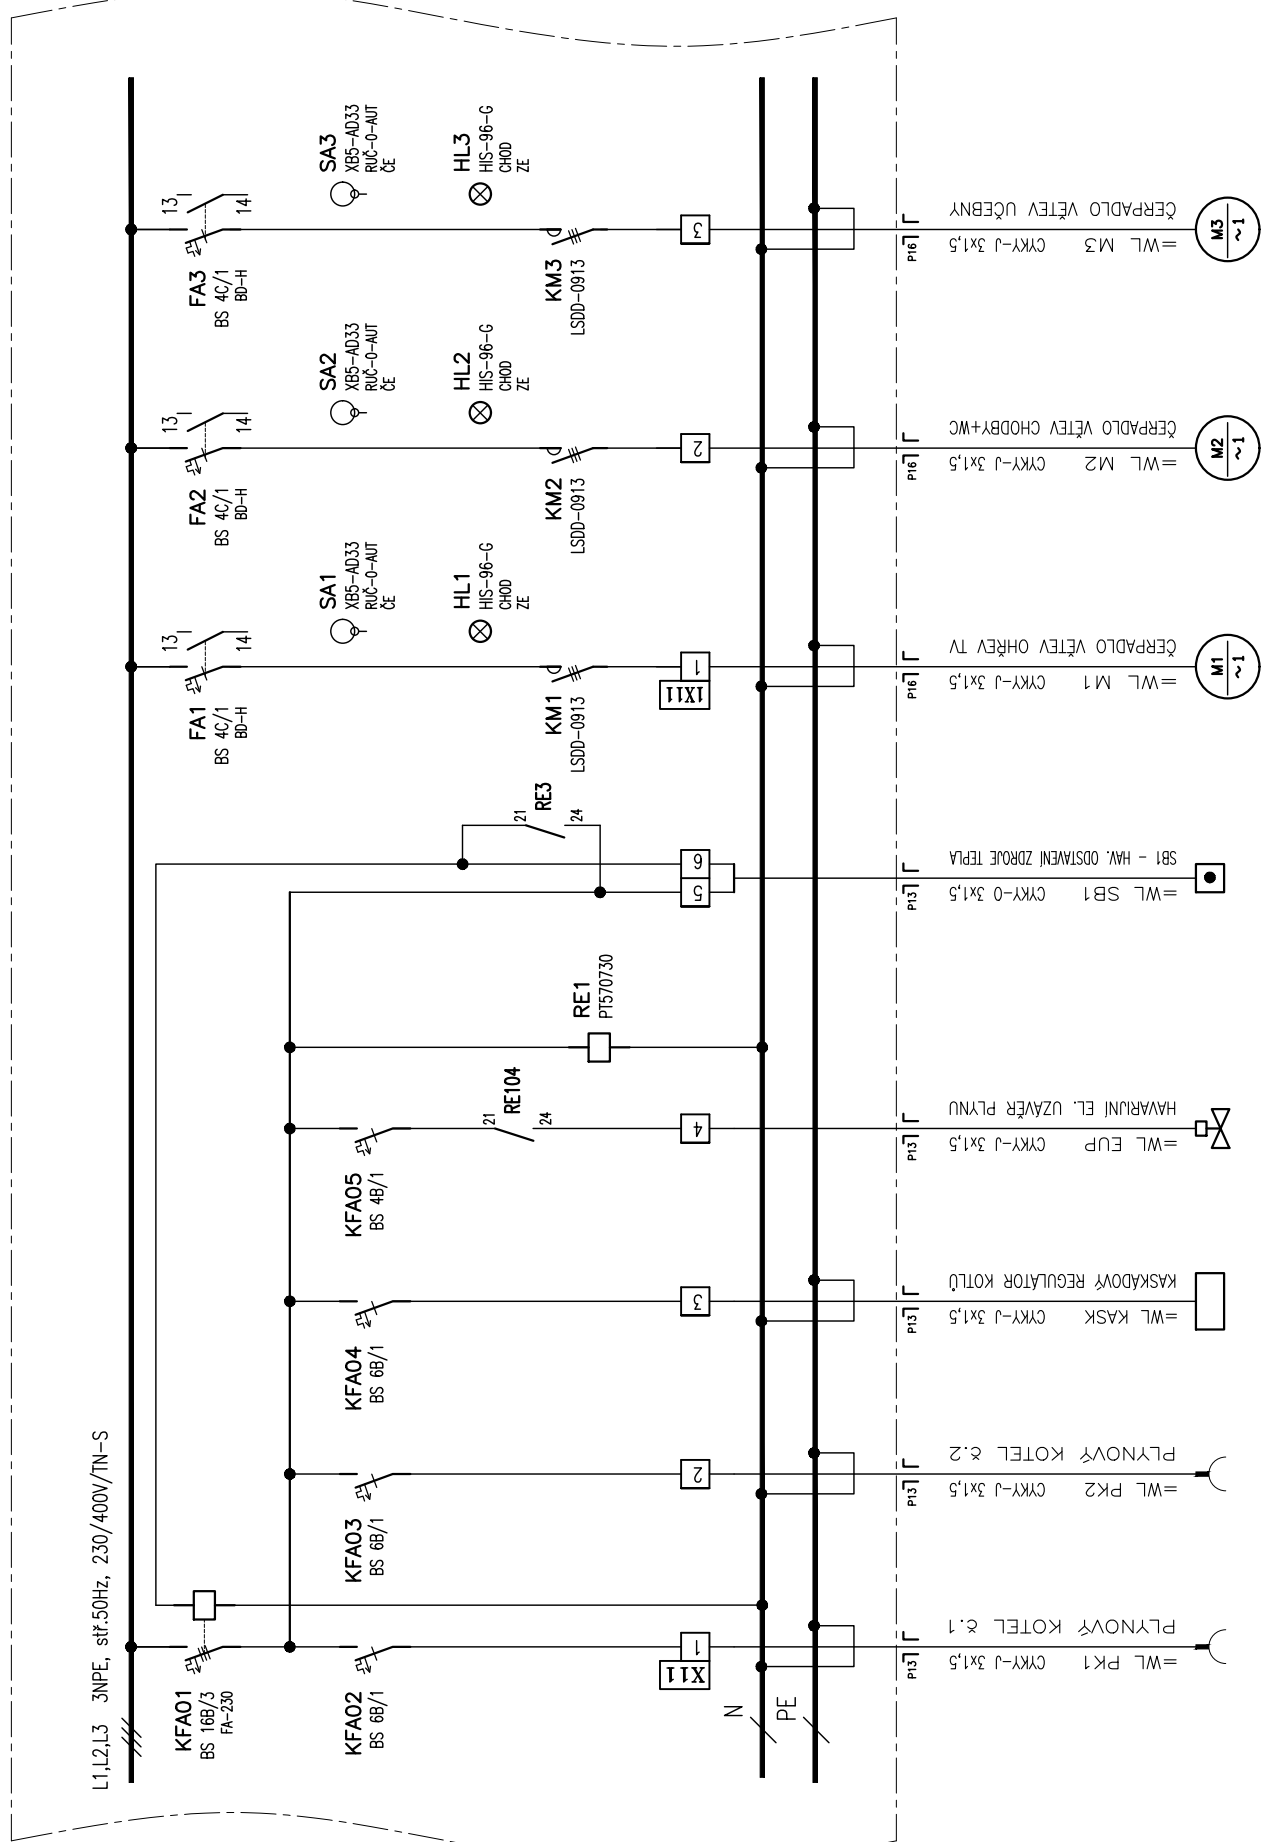 L1,L2,L3 3NPE, stř.50Hz, 230/400V/TN-S
KFA01
BS 16B/3
FA-230
KFA02
BS 6B/1
X11
1
N
PE
P13
=WL PK1 CYKY-J 3x1,5
PLYNOVÝ KOTEL č.1
KFA03
BS 6B/1
2
P13
=WL PK2 CYKY-J 3x1,5
PLYNOVÝ KOTEL č.2
KFA04
BS 6B/1
3
P13
=WL KASK CYKY-J 3x1,5
KASKÁDOVÝ REGULÁTOR KOTLŮ
KFA05
BS 4B/1
21
RE104
24
4
P13
=WL EUP CYKY-J 3x1,5
HAVARIJNÍ EL. UZÁVĚR PLYNU
RE1
PT570730
21
RE3
24
5
6
P13
=WL SB1 CYKY-O 3x1,5
SB1 - HAV. ODSTAVENÍ ZDROJE TEPLA
FA1
BS 4C/1
BD-H
13
14
SA1
XB5-AD33
RUČ-0-AUT
ČE
HL1
HIS-96-G
CHOD
ZE
KM1
LSDD-0913
1X11
1
P16
=WL M1 CYKY-J 3x1,5
ČERPADLO VĚTEV OHŘEV TV
M1
~1
FA2
BS 4C/1
BD-H
13
14
SA2
XB5-AD33
RUČ-0-AUT
ČE
HL2
HIS-96-G
CHOD
ZE
KM2
LSDD-0913
2
P16
=WL M2 CYKY-J 3x1,5
ČERPADLO VĚTEV CHODBY+WC
M2
~1
FA3
BS 4C/1
BD-H
13
14
SA3
XB5-AD33
RUČ-0-AUT
ČE
HL3
HIS-96-G
CHOD
ZE
KM3
LSDD-0913
3
P16
=WL M3 CYKY-J 3x1,5
ČERPADLO VĚTEV UČEBNY
M3
~1